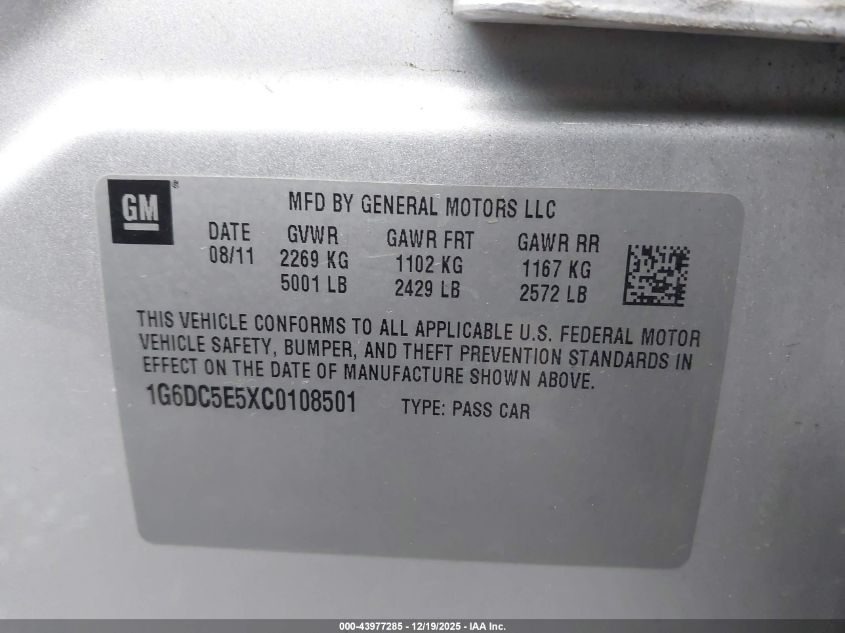 GM®
MFD BY GENERAL MOTORS LLC
DATE GVWR GAWR FRT GAWR RR
08/11 2269 KG 1102 KG 1167 KG
5001 LB 2429 LB 2572 LB
THIS VEHICLE CONFORMS TO ALL APPLICABLE U.S. FEDERAL MOTOR
VEHICLE SAFETY, BUMPER, AND THEFT PREVENTION STANDARDS IN
EFFECT ON THE DATE OF MANUFACTURE SHOWN ABOVE.
1G6DC5E5XC0108501 TYPE: PASS CAR
000-43977285 - 12/19/2025 - IAA Inc.